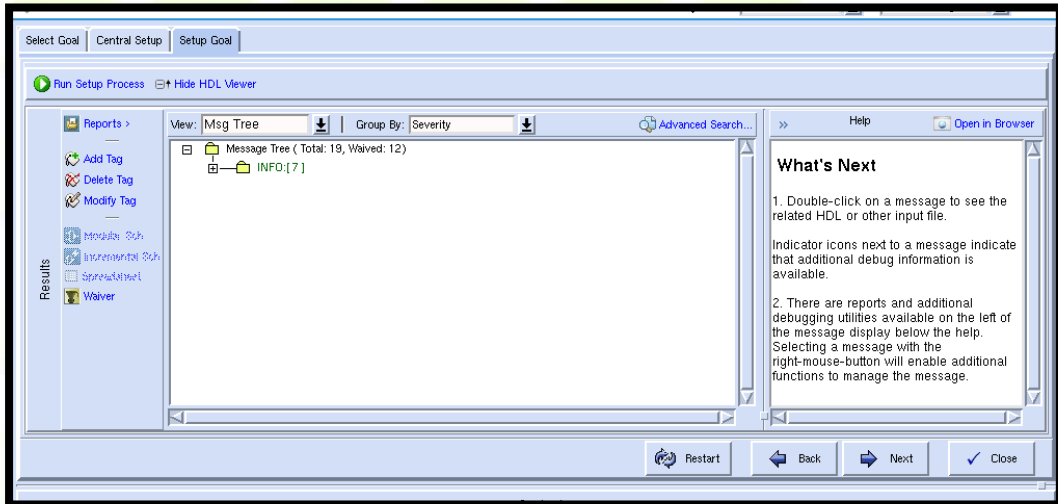 Select Goal Central Setup Setup Goal
Run Setup Process Hide HDL Viewer
Results
Reports >
Add Tag
Delete Tag
Modify Tag
Modular Sch
Incremental Sch
Spreadsheet
Waiver
View: Msg Tree Group By: Severity Advanced Search...
Message Tree ( Total: 19, Waived: 12)
INFO:[7]
» Help Open in Browser
What's Next
1. Double-click on a message to see the
related HDL or other input file.
Indicator icons next to a message indicate
that additional debug information is
available.
2. There are reports and additional
debugging utilities available on the left of
the message display below the help.
Selecting a message with the
right-mouse-button will enable additional
functions to manage the message.
Restart Back Next Close